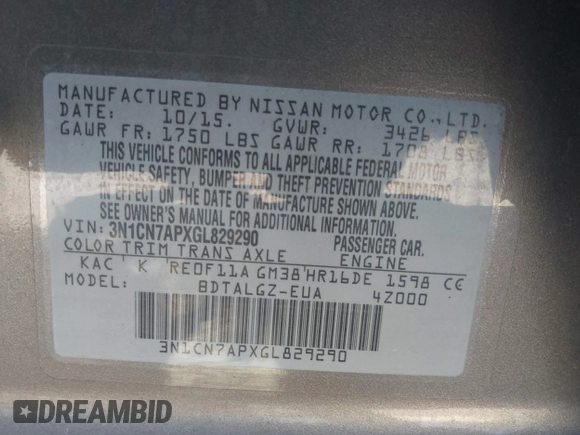 MANUFACTURED BY NISSAN MOTOR CO., LTD.
DATE: 10/15. GVWR: 3426 LBS
GAWR FR: 1750 LBS GAWR RR: 1708 LBS
THIS VEHICLE CONFORMS TO ALL APPLICABLE FEDERAL MOTOR
VEHICLE SAFETY, BUMPER AND THEFT PREVENTION STANDARDS
IN EFFECT ON THE DATE OF MANUFACTURE SHOWN ABOVE.
SEE OWNER'S MANUAL FOR ADDITIONAL INFORMATION.
VIN: 3N1CN7APXGL829290 PASSENGER CAR.
COLOR TRIM TRANS AXLE ENGINE
KAC' K 'RE0F11A GM38'HR16DE 1598 CC
MODEL: BDTALGZ-EUA 4Z000
3N1CN7APXGL829290
DREAMBID